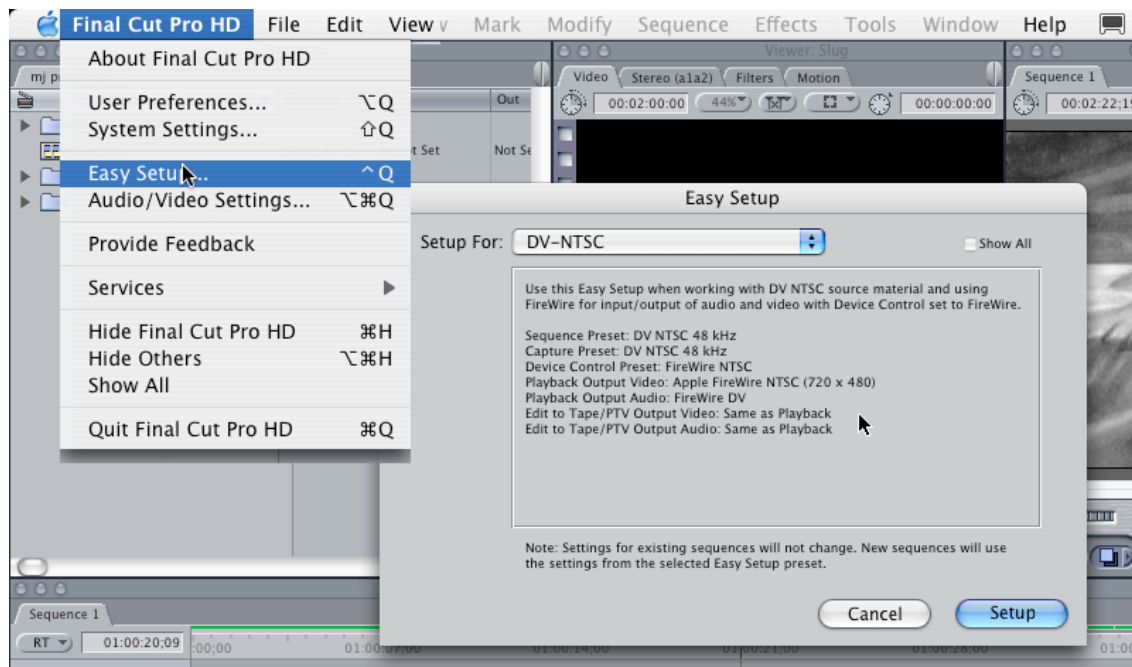 Final Cut Pro HD File Edit View Mark Modify Sequence Effects Tools Window Help
About Final Cut Pro HD
User Preferences... ⌥Q
System Settings... ⇧Q
Easy Setup... ^Q
Audio/Video Settings... ⌥⌘Q
Provide Feedback
Services
Hide Final Cut Pro HD ⌘H
Hide Others ⌥⌘H
Show All
Quit Final Cut Pro HD ⌘Q
mj
Out
Set Not
Viewer: Slug
Video Stereo (a1a2) Filters Motion
00:02:00:00 44% 00:00:00:00
Sequence 1
00:02:22;1
Easy Setup
Setup For: DV-NTSC Show All
Use this Easy Setup when working with DV NTSC source material and using
FireWire for input/output of audio and video with Device Control set to FireWire.
Sequence Preset: DV NTSC 48 kHz
Capture Preset: DV NTSC 48 kHz
Device Control Preset: FireWire NTSC
Playback Output Video: Apple FireWire NTSC (720 x 480)
Playback Output Audio: FireWire DV
Edit to Tape/PTV Output Video: Same as Playback
Edit to Tape/PTV Output Audio: Same as Playback
Note: Settings for existing sequences will not change. New sequences will use
the settings from the selected Easy Setup preset.
Cancel Setup
Sequence 1
RT 01:00:20;09 :00;00